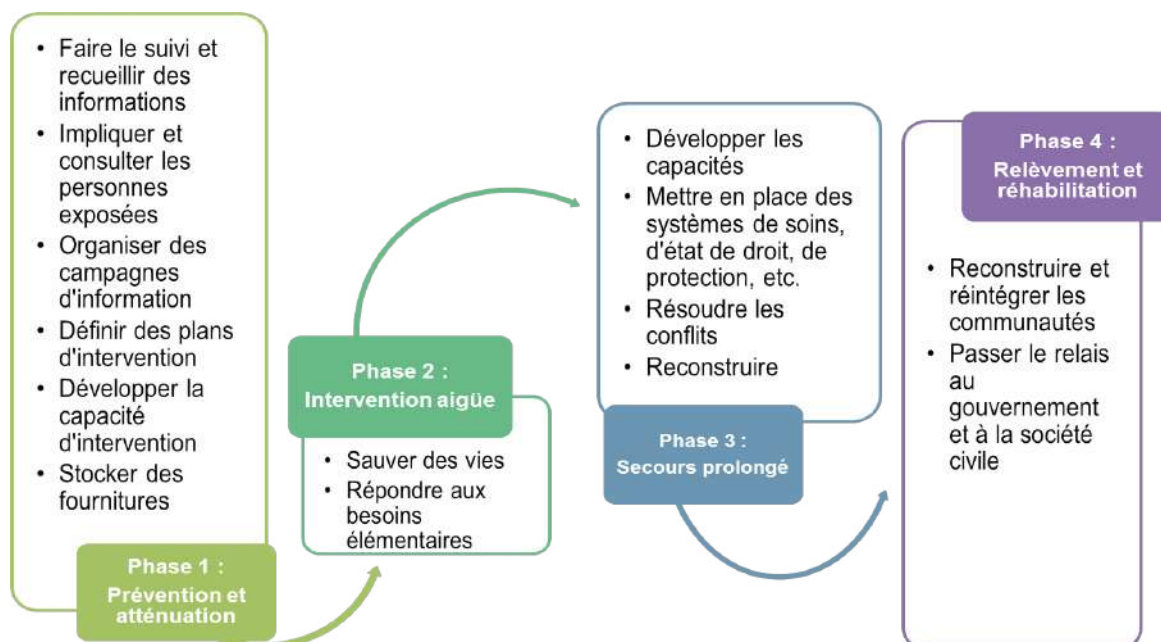 • Faire le suivi et
recueillir des
informations
• Impliquer et
consulter les
personnes
exposées
• Organiser des
campagnes
d'information
• Définir des plans
d'intervention
• Développer la
capacité
d'intervention
• Stocker des
fournitures
Phase 1 :
Prévention et
atténuation
Phase 2 :
Intervention aigüe
• Sauver des vies
• Répondre aux
besoins
élémentaires
• Développer les
capacités
• Mettre en place des
systèmes de soins,
d'état de droit, de
protection, etc.
• Résoudre les
conflits
• Reconstruire
Phase 3 :
Secours prolongé
Phase 4 :
Relèvement et
réhabilitation
• Reconstruire et
réintégrer les
communautés
• Passer le relais
au
gouvernement
et à la société
civile